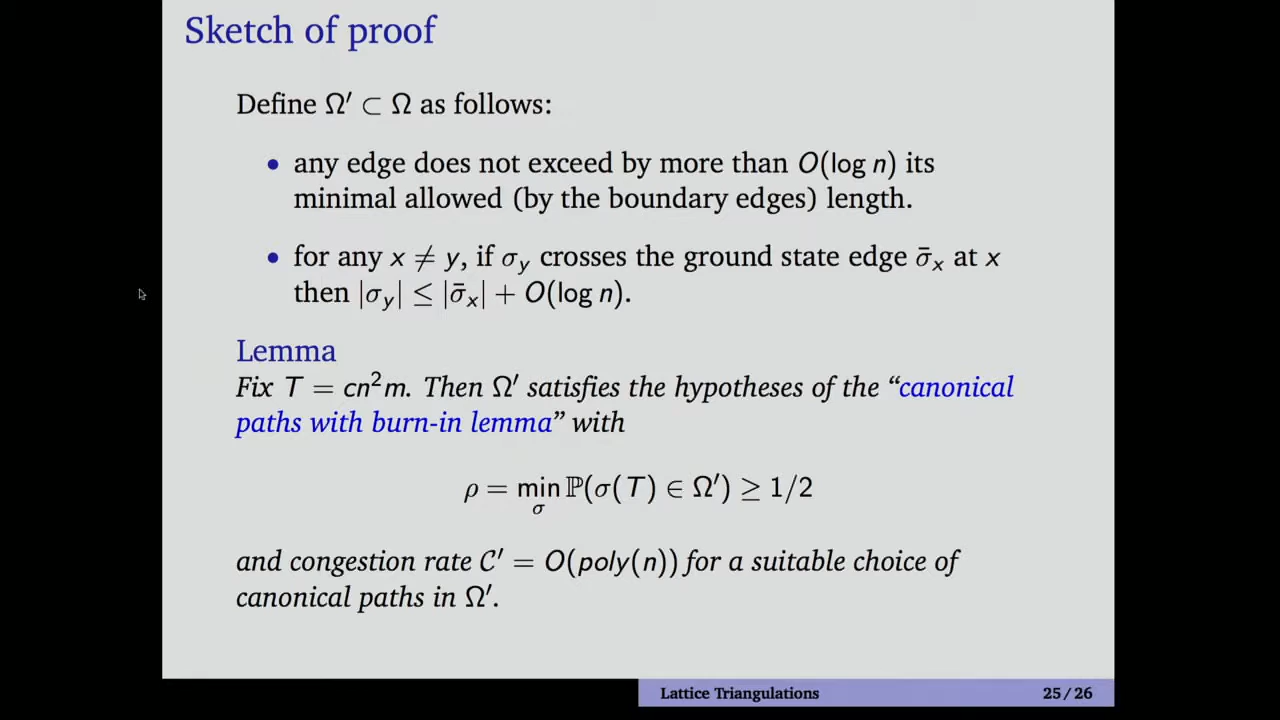 Sketch of proof
Define Ω′ ⊂ Ω as follows:
• any edge does not exceed by more than O(log n) its
minimal allowed (by the boundary edges) length.
• for any x ≠ y, if σ_y crosses the ground state edge σ̄_x at x
then |σ_y| ≤ |σ̄_x| + O(log n).
Lemma
Fix T = cn²m. Then Ω′ satisfies the hypotheses of the “canonical
paths with burn-in lemma” with
ρ = min_σ ℙ(σ(T) ∈ Ω′) ≥ 1/2
and congestion rate 𝒞′ = O(poly(n)) for a suitable choice of
canonical paths in Ω′.
Lattice Triangulations 25 / 26